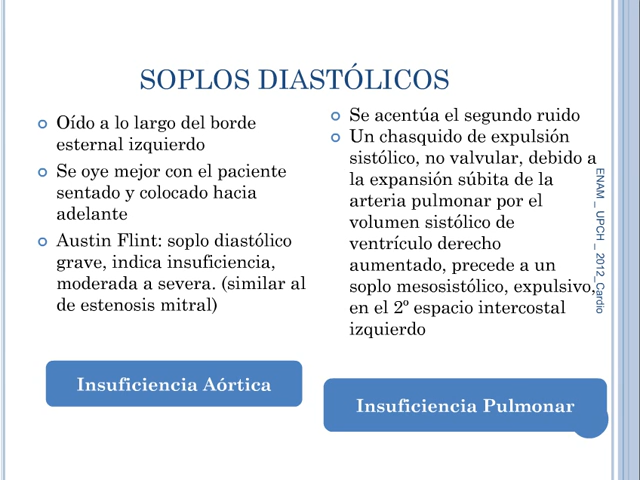 SOPLOS DIASTÓLICOS
Oído a lo largo del borde
esternal izquierdo
Se oye mejor con el paciente
sentado y colocado hacia
adelante
Austin Flint: soplo diastólico
grave, indica insuficiencia,
moderada a severa. (similar al
de estenosis mitral)
Insuficiencia Aórtica
Se acentúa el segundo ruido
Un chasquido de expulsión
sistólico, no valvular, debido a
la expansión súbita de la
arteria pulmonar por el
volumen sistólico de
ventrículo derecho
aumentado, precede a un
soplo mesosistólico, expulsivo,
en el 2º espacio intercostal
izquierdo
Insuficiencia Pulmonar
ENAM _ UPCH _ 2012_Cardio